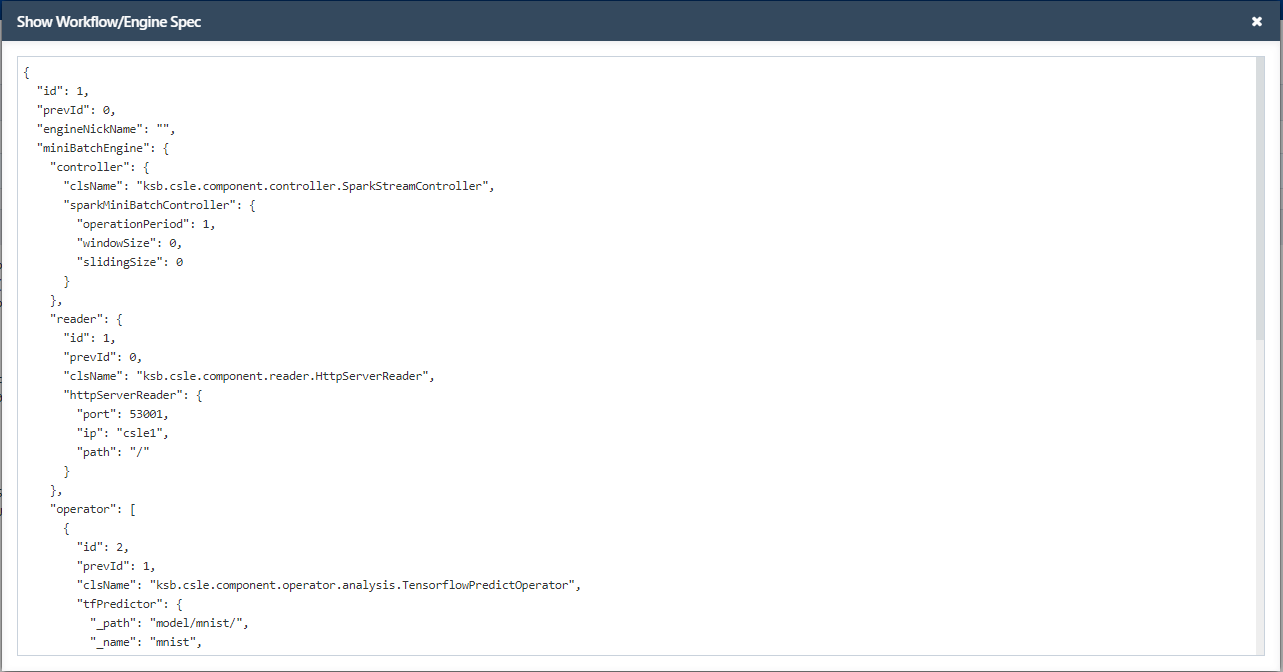 Show Workflow/Engine Spec
{
  "id": 1,
  "prevId": 0,
  "engineNickName": "",
  "miniBatchEngine": {
    "controller": {
      "clsName": "ksb.csle.component.controller.SparkStreamController",
      "sparkMiniBatchController": {
        "operationPeriod": 1,
        "windowSize": 0,
        "slidingSize": 0
      }
    },
    "reader": {
      "id": 1,
      "prevId": 0,
      "clsName": "ksb.csle.component.reader.HttpServerReader",
      "httpServerReader": {
        "port": 53001,
        "ip": "csle1",
        "path": "/"
      }
    },
    "operator": [
      {
        "id": 2,
        "prevId": 1,
        "clsName": "ksb.csle.component.operator.analysis.TensorflowPredictOperator",
        "tfPredictor": {
          "_path": "model/mnist/",
          "_name": "mnist",